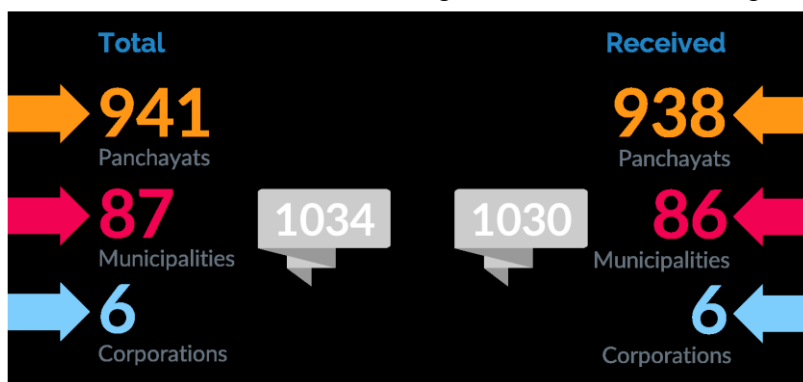 Total Received
941 938
Panchayats Panchayats
87 1034 1030 86
Municipalities Municipalities
6 6
Corporations Corporations